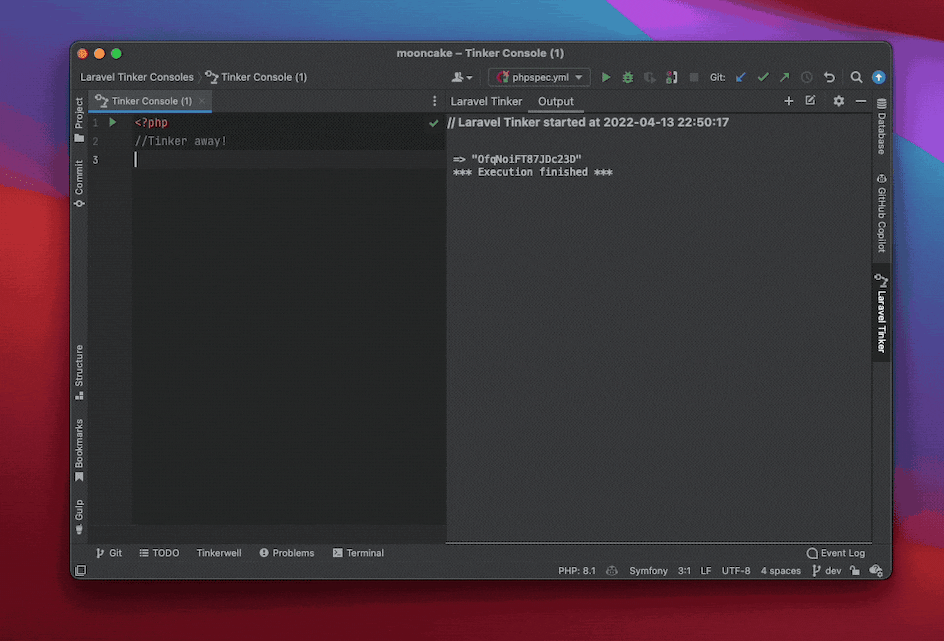 mooncake – Tinker Console (1)
Laravel Tinker Consoles
Tinker Console (1)
phpspec.yml
Git:
Project
Commit
Structure
Bookmarks
Gulp
Tinker Console (1)
1
<?php
2
//Tinker away!
3
Laravel Tinker
Output
// Laravel Tinker started at 2022-04-13 22:50:17
=> "OfqNoiFT87JDc23D"
*** Execution finished ***
Database
GitHub Copilot
Laravel Tinker
Git
TODO
Tinkerwell
Problems
Terminal
Event Log
PHP: 8.1
Symfony
3:1
LF
UTF-8
4 spaces
dev